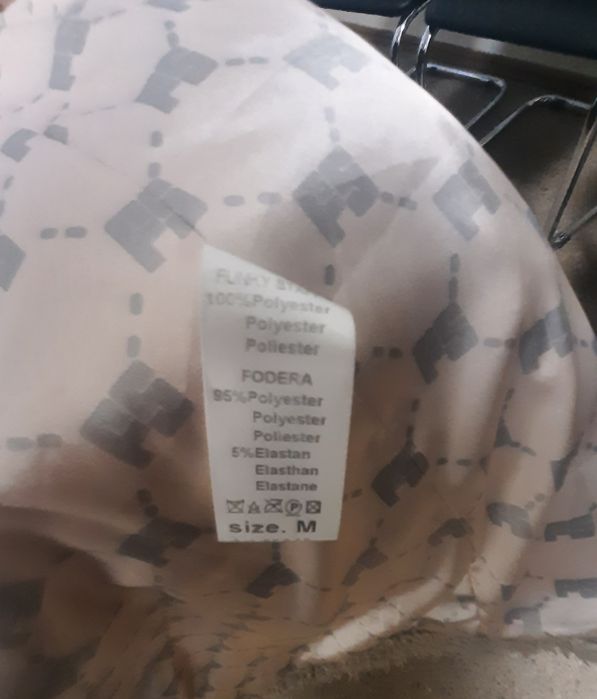 FUNKY
100%Polyester
Polyester
Poliester
FODERA
95%Polyester
Polyester
Poliester
5%Elastan
Elasthan
Elastane
P
size. M